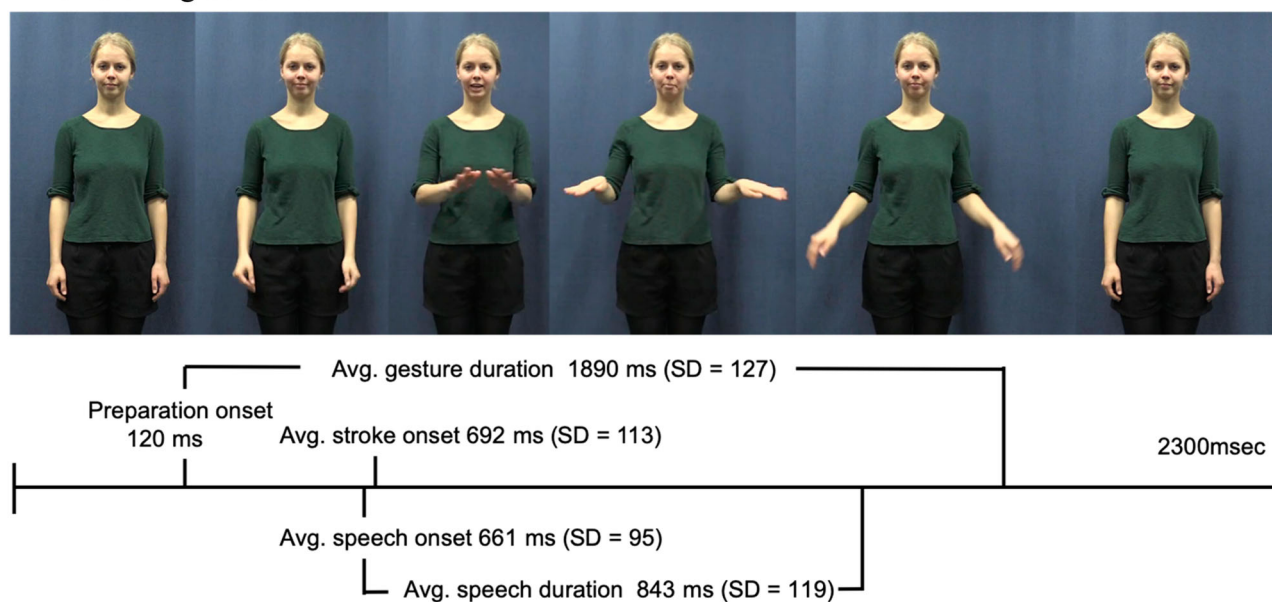 Avg. gesture duration 1890 ms (SD = 127)
Preparation onset
120 ms
Avg. stroke onset 692 ms (SD = 113)
2300msec
Avg. speech onset 661 ms (SD = 95)
Avg. speech duration 843 ms (SD = 119)